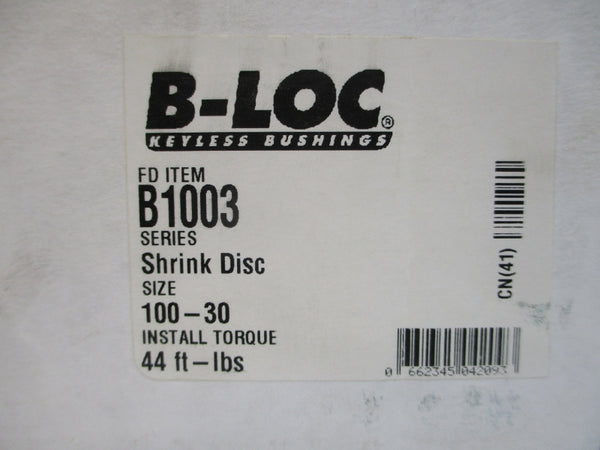 B-LOC®
KEYLESS BUSHINGS
FD ITEM
B1003
SERIES
Shrink Disc
SIZE
100-30
INSTALL TORQUE
44 ft-lbs
CN(41)
0 662345 042093